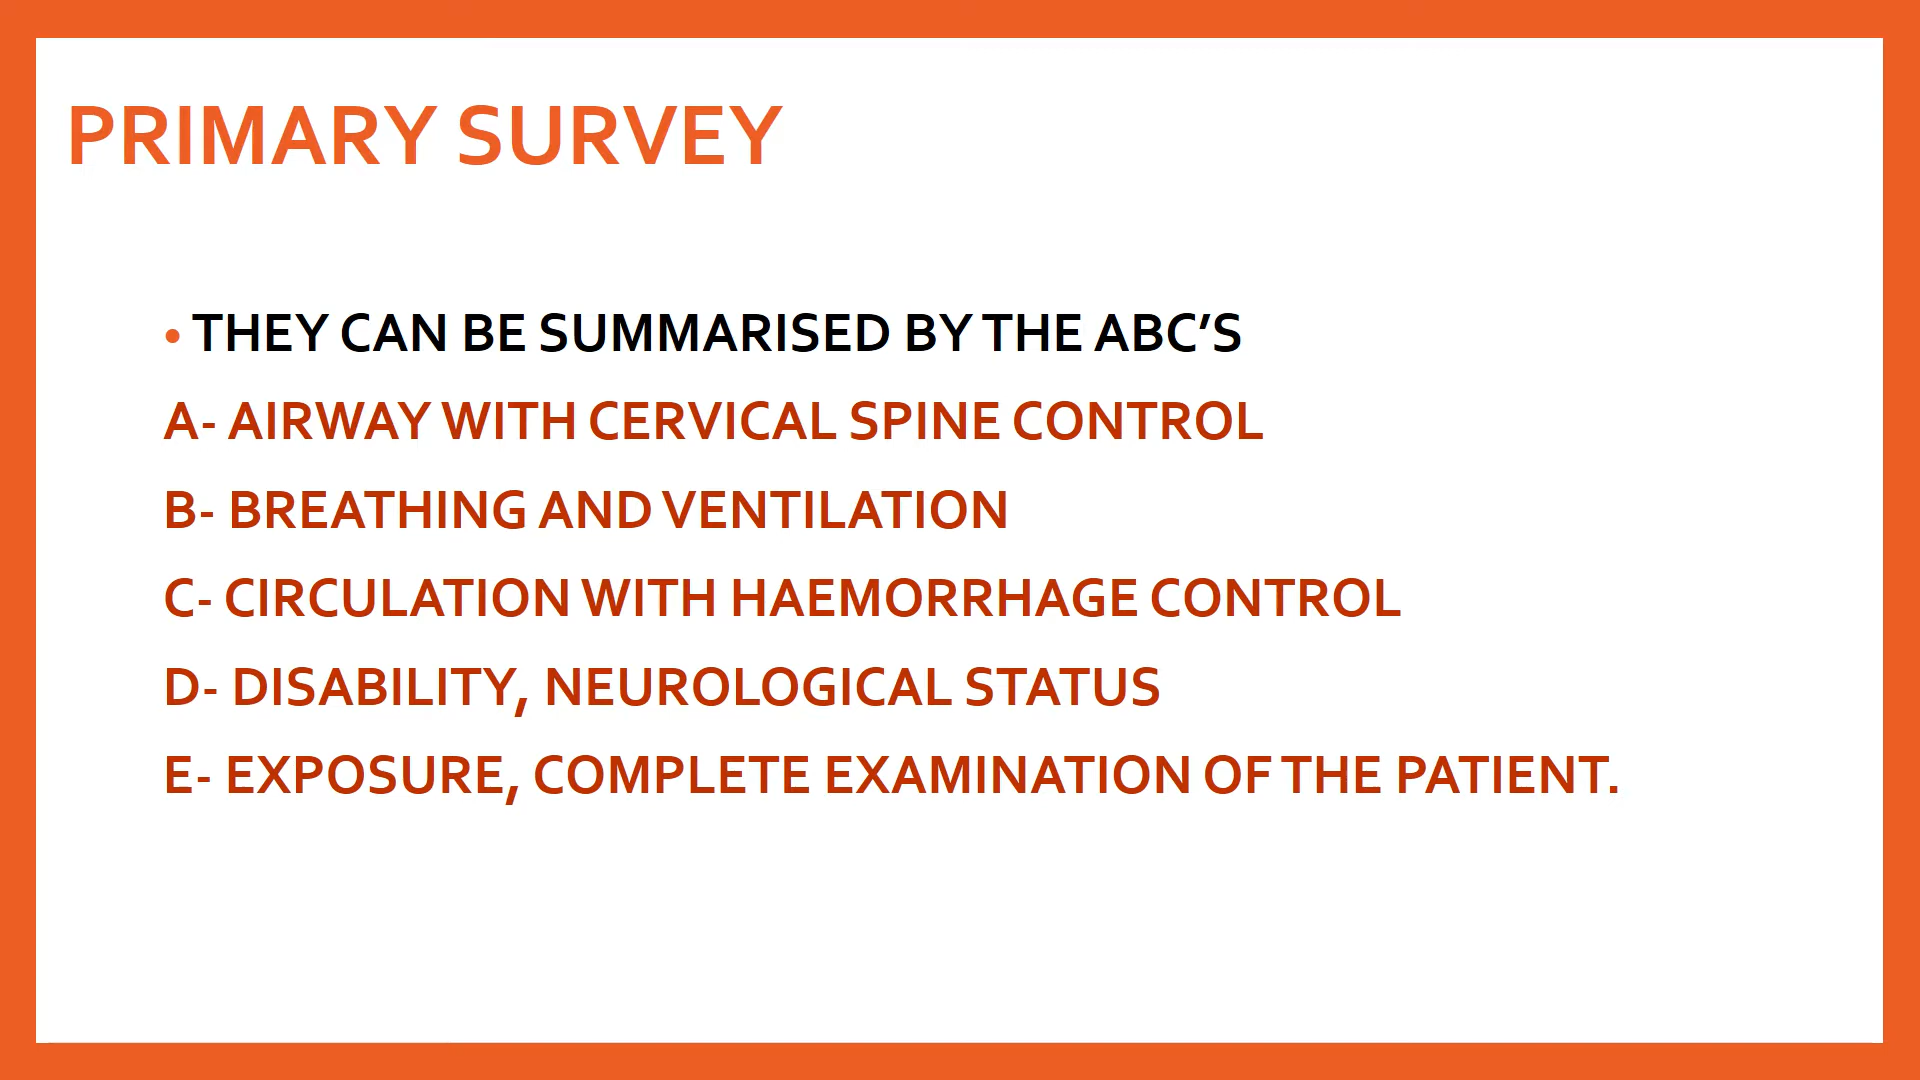 PRIMARY SURVEY
• THEY CAN BE SUMMARISED BY THE ABC’S
A- AIRWAY WITH CERVICAL SPINE CONTROL
B- BREATHING AND VENTILATION
C- CIRCULATION WITH HAEMORRHAGE CONTROL
D- DISABILITY, NEUROLOGICAL STATUS
E- EXPOSURE, COMPLETE EXAMINATION OF THE PATIENT.